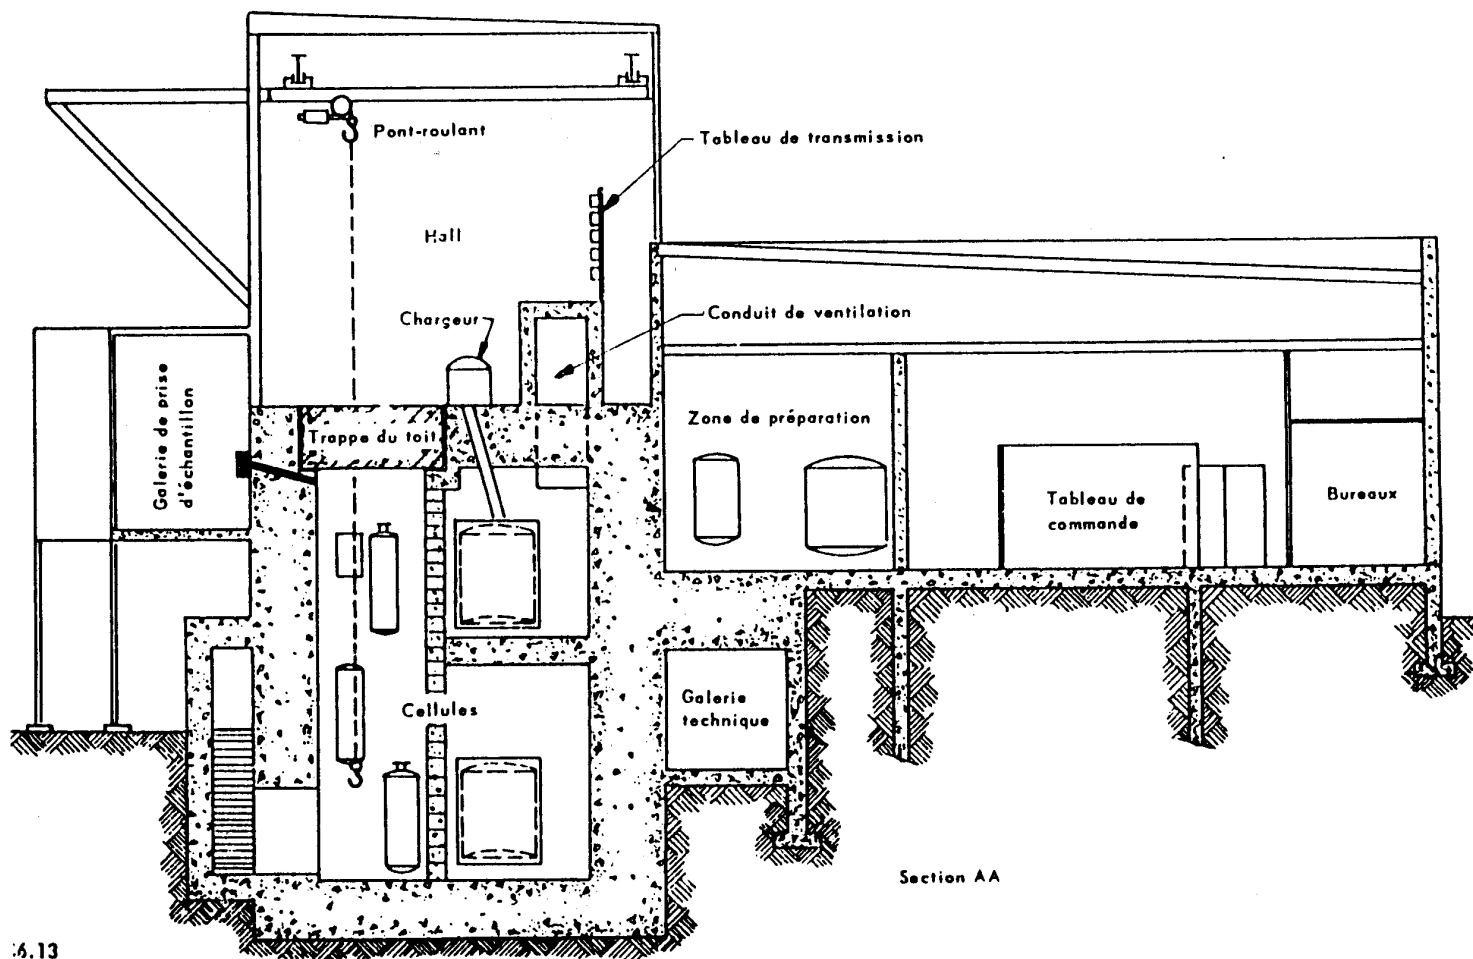 Pont-roulant
Tableau de transmission
Hall
Chargeur
Conduit de ventilation
Galerie de prise
d'échantillon
Trappe du toit
Zone de préparation
Tableau de
commande
Bureaux
Cellules
Galerie
technique
Section AA
6.13